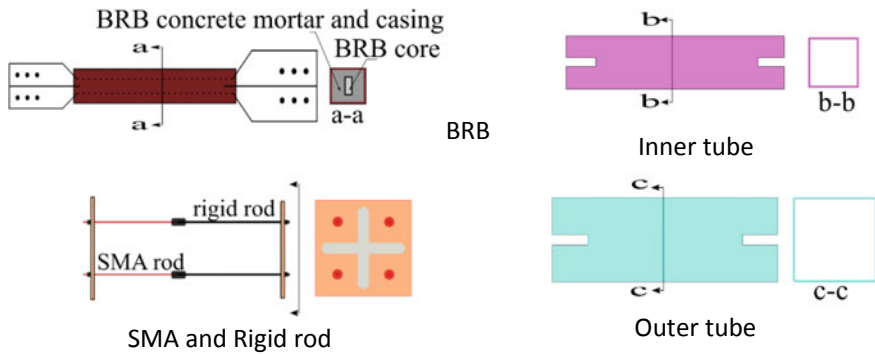 BRB concrete mortar and casing
BRB core
a
a
a-a
BRB
b
b
b-b
Inner tube
rigid rod
SMA rod
SMA and Rigid rod
c
c
c-c
Outer tube